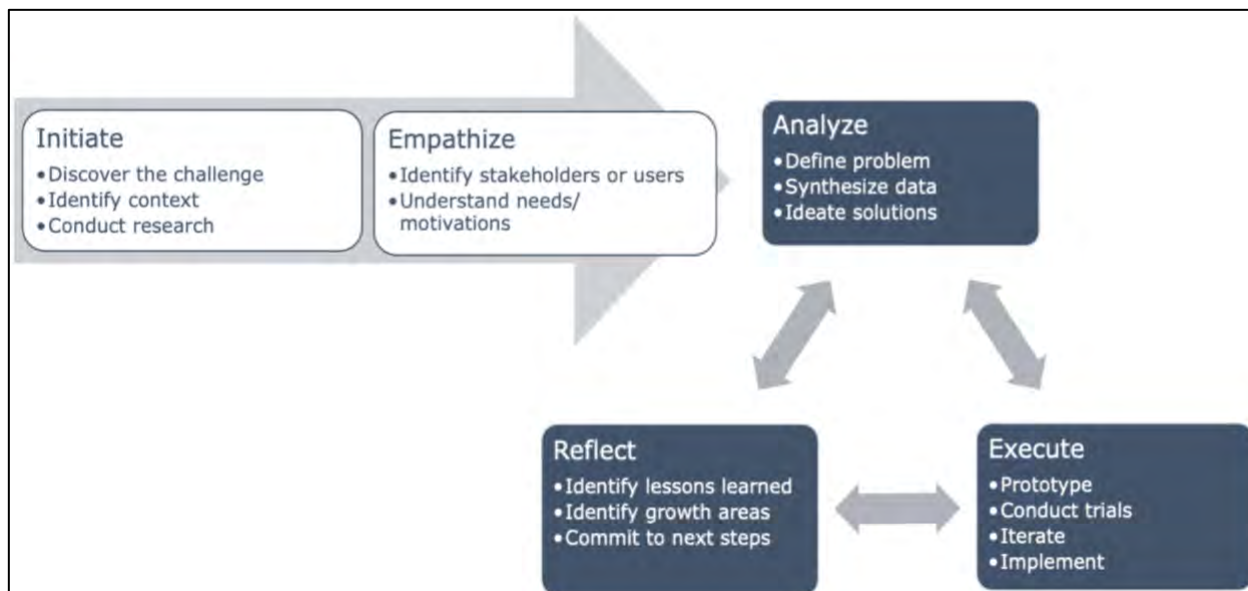 Initiate
•Discover the challenge
•Identify context
•Conduct research
Empathize
•Identify stakeholders or users
•Understand needs/
motivations
Analyze
•Define problem
•Synthesize data
•Ideate solutions
Reflect
•Identify lessons learned
•Identify growth areas
•Commit to next steps
Execute
•Prototype
•Conduct trials
•Iterate
•Implement